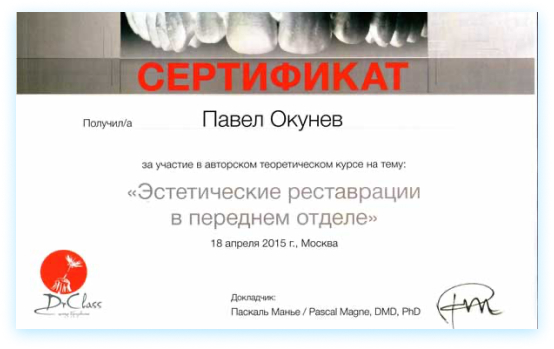 СЕРТИФИКАТ
Получил/а Павел Окунев
за участие в авторском теоретическом курсе на тему:
«Эстетические реставрации
в переднем отделе»
18 апреля 2015 г., Москва
DrClass
Докладчик:
Паскаль Манье / Pascal Magne, DMD, PhD